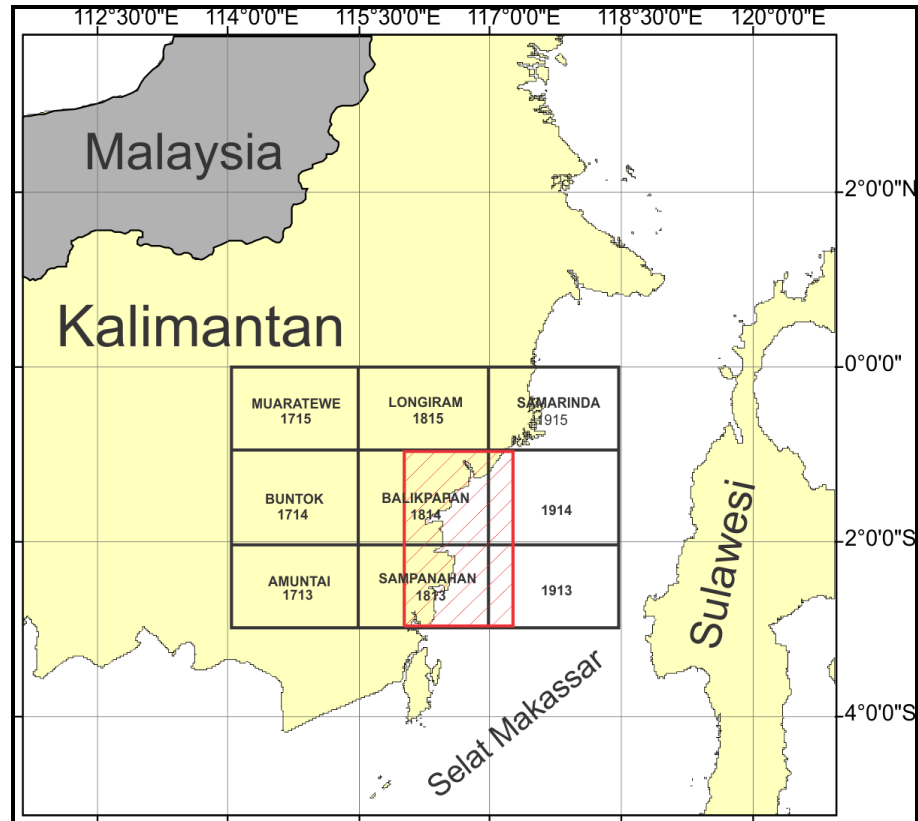 112°30'0"E 114°0'0"E 115°30'0"E 117°0'0"E 118°30'0"E 120°0'0"E
Malaysia
2°0'0"N
Kalimantan
0°0'0"
MUARATEWE
1715
LONGIRAM
1815
SAMARINDA
1915
BUNTOK
1714
BALIKPAPAN
1814
1914
2°0'0"S
AMUNTAI
1713
SAMPANAHAN
1813
1913
Sulawesi
Selat Makassar
4°0'0"S